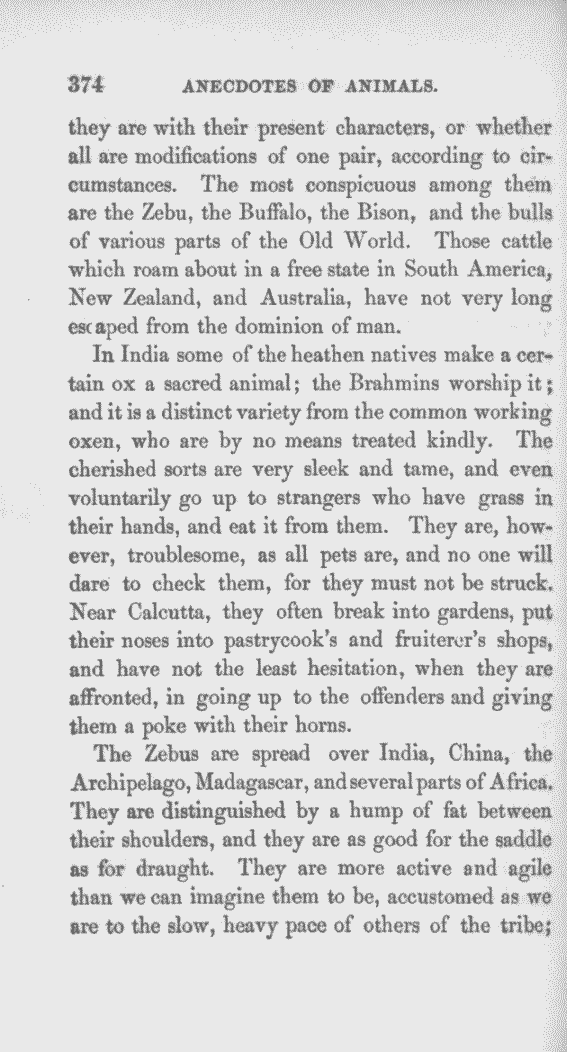 374 ANECDOTES OF ANIMALS.
they are with their present characters, or whether
all are modifications of one pair, according to cir-
cumstances. The most conspicuous among them
are the Zebu, the Buffalo, the Bison, and the bulls
of various parts of the Old World. Those cattle
which roam about in a free state in South America,
New Zealand, and Australia, have not very long
escaped from the dominion of man.
In India some of the heathen natives make a cer-
tain ox a sacred animal; the Brahmins worship it;
and it is a distinct variety from the common working
oxen, who are by no means treated kindly. The
cherished sorts are very sleek and tame, and even
voluntarily go up to strangers who have grass in
their hands, and eat it from them. They are, how-
ever, troublesome, as all pets are, and no one will
dare to check them, for they must not be struck.
Near Calcutta, they often break into gardens, put
their noses into pastrycook's and fruiterer's shops,
and have not the least hesitation, when they are
affronted, in going up to the offenders and giving
them a poke with their horns.
The Zebus are spread over India, China, the
Archipelago, Madagascar, and several parts of Africa.
They are distinguished by a hump of fat between
their shoulders, and they are as good for the saddle
as for draught. They are more active and agile
than we can imagine them to be, accustomed as we
are to the slow, heavy pace of others of the tribe;